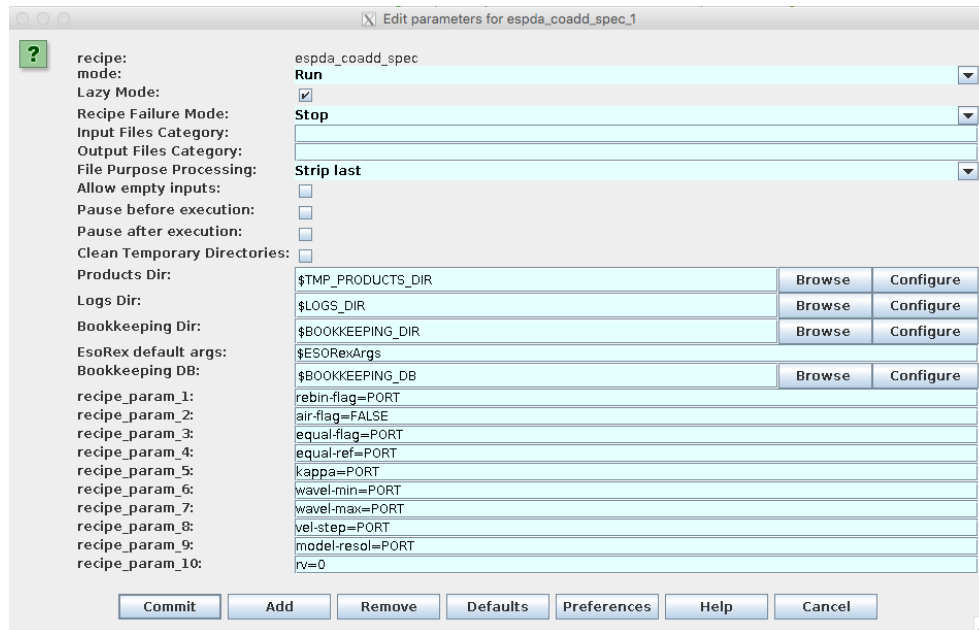 Edit parameters for espda_coadd_spec_1
?
recipe: espda_coadd_spec
mode: Run
Lazy Mode:
Recipe Failure Mode: Stop
Input Files Category:
Output Files Category:
File Purpose Processing: Strip last
Allow empty inputs:
Pause before execution:
Pause after execution:
Clean Temporary Directories:
Products Dir: $TMP_PRODUCTS_DIR Browse Configure
Logs Dir: $LOGS_DIR Browse Configure
Bookkeeping Dir: $BOOKKEEPING_DIR Browse Configure
EsoRex default args: $ESORexArgs
Bookkeeping DB: $BOOKKEEPING_DB Browse Configure
recipe_param_1: rebin-flag=PORT
recipe_param_2: air-flag=FALSE
recipe_param_3: equal-flag=PORT
recipe_param_4: equal-ref=PORT
recipe_param_5: kappa=PORT
recipe_param_6: wavel-min=PORT
recipe_param_7: wavel-max=PORT
recipe_param_8: vel-step=PORT
recipe_param_9: model-resol=PORT
recipe_param_10: rv=0
Commit Add Remove Defaults Preferences Help Cancel